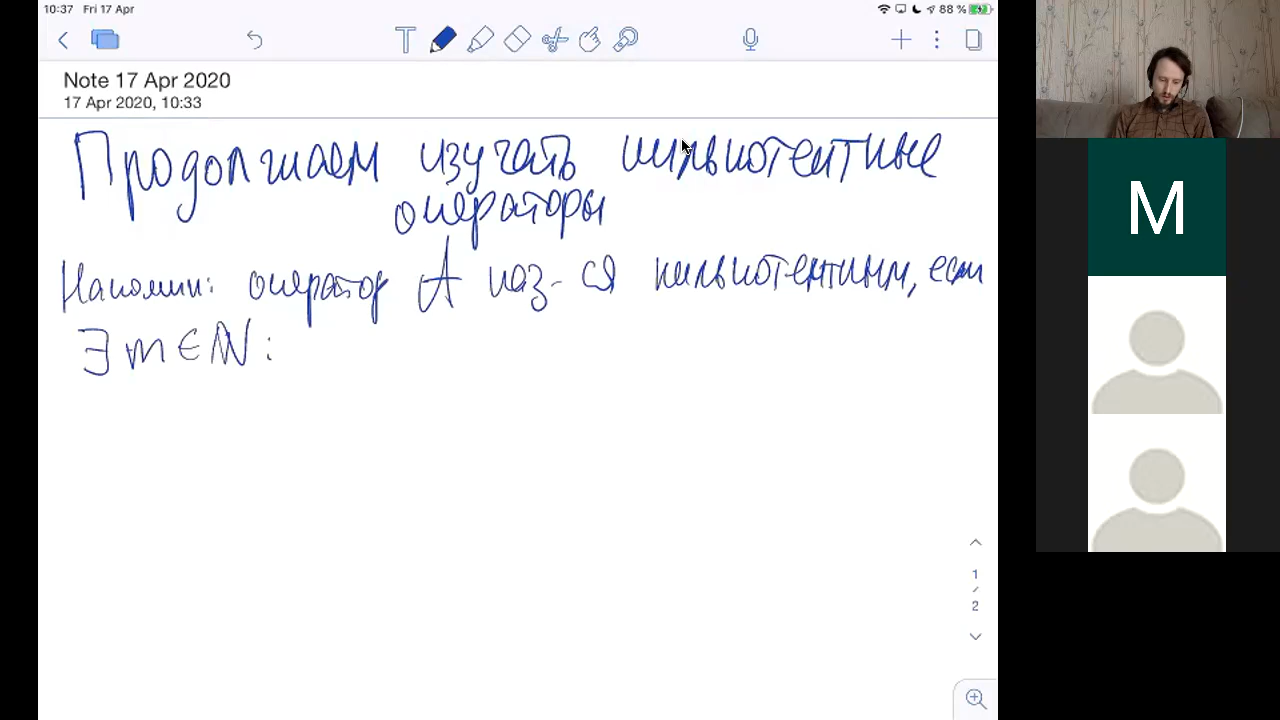 10:37 Fri 17 Apr 88 %
T
Note 17 Apr 2020
17 Apr 2020, 10:33
Продолжаем изучать нильпотентные
операторы
Напомин: оператор A наз-ся нильпотентным, если
∃ m ∈ ℕ :
1
2
M